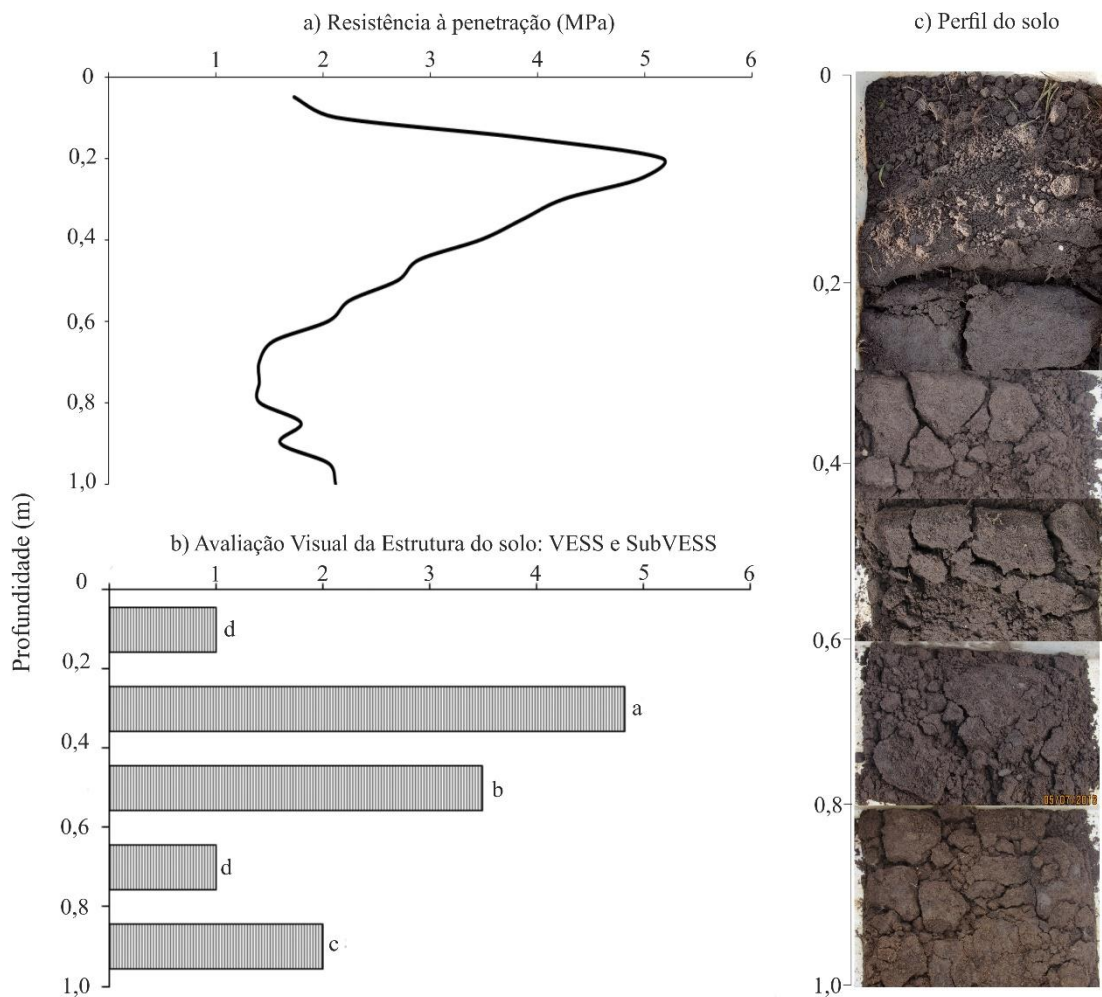 a) Resistência à penetração (MPa)
1 2 3 4 5 6
0
0,2
0,4
0,6
0,8
1,0
b) Avaliação Visual da Estrutura do solo: VESS e SubVESS
1 2 3 4 5 6
0
d
0,2
a
0,4
b
0,6
d
0,8
c
1,0
Profundidade (m)
c) Perfil do solo
0
0,2
0,4
0,6
05/07/2016
0,8
1,0